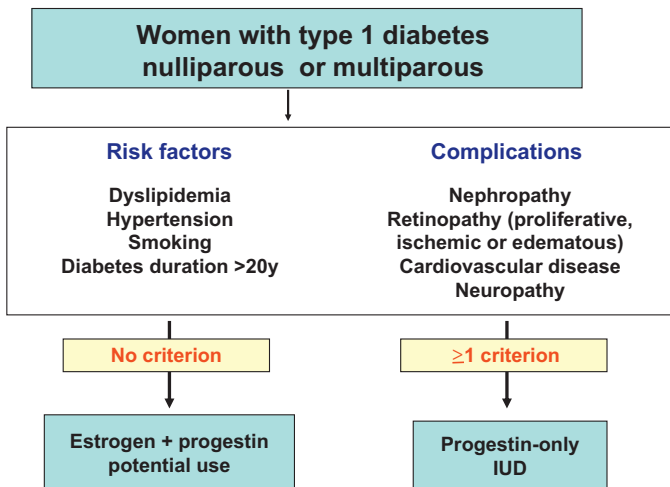 Women with type 1 diabetes
nulliparous or multiparous
Risk factors
Dyslipidemia
Hypertension
Smoking
Diabetes duration >20y
Complications
Nephropathy
Retinopathy (proliferative,
ischemic or edematous)
Cardiovascular disease
Neuropathy
No criterion
≥1 criterion
Estrogen + progestin
potential use
Progestin-only
IUD